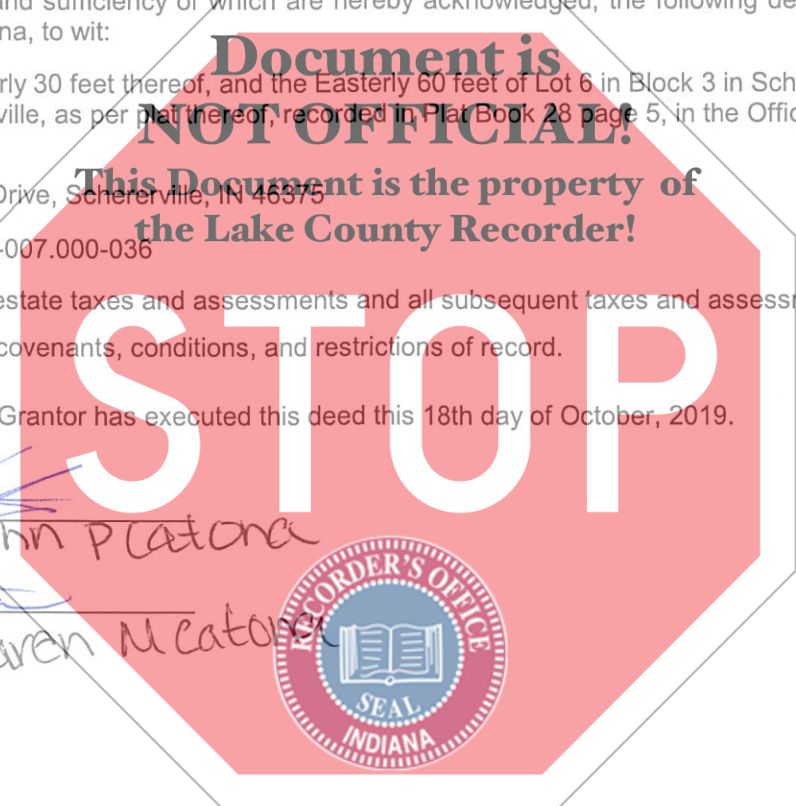 and sufficiency of which are hereby acknowledged, the following de
na, to wit:
Document is
rly 30 feet thereof, and the Easterly 60 feet of Lot 6 in Block 3 in Sch
NOT OFFICIAL!
ville, as per plat thereof, recorded in Plat Book 28 page 5, in the Offic
This Document is the property of
Drive, Schererville, IN 46375
the Lake County Recorder!
-007.000-036
estate taxes and assessments and all subsequent taxes and assessm
covenants, conditions, and restrictions of record.
STOP
Grantor has executed this deed this 18th day of October, 2019.
hn P Catona
aren M Catona
RECORDER'S OFFICE
SEAL
INDIANA